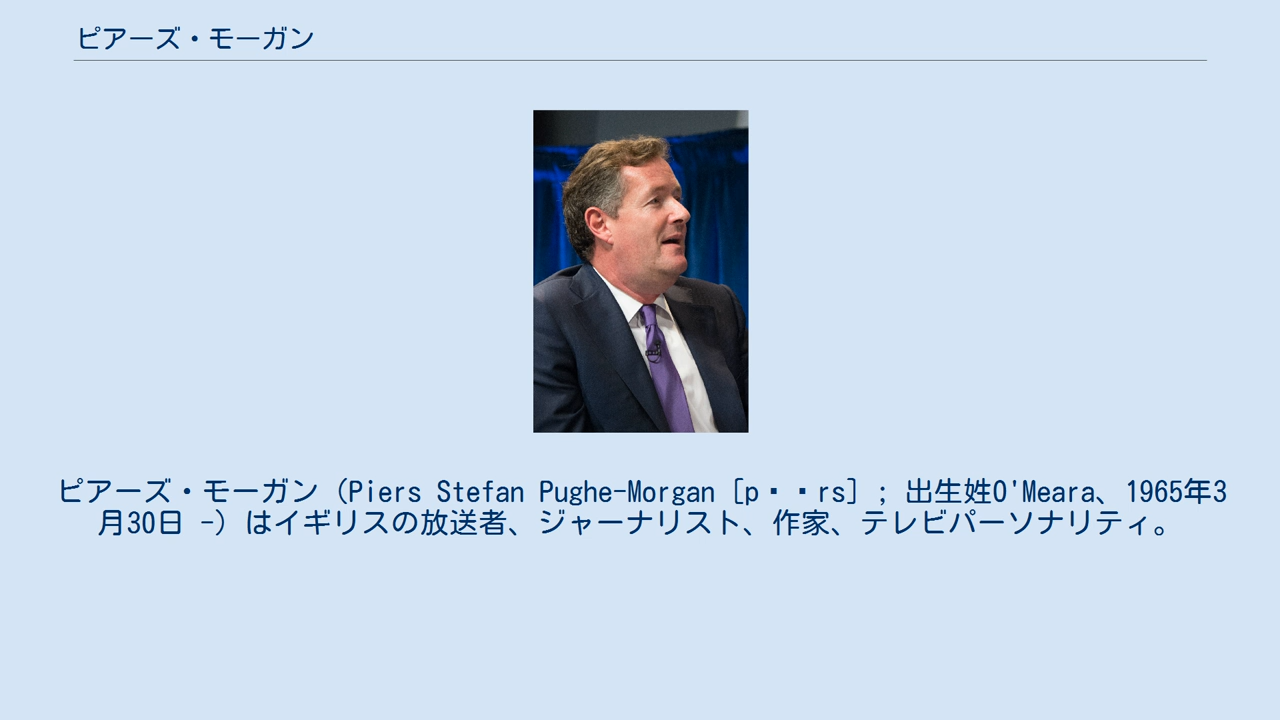 ピアーズ・モーガン
ピアーズ・モーガン（Piers Stefan Pughe-Morgan [p▪▪rs] ; 出生姓O'Meara、1965年3
月30日 -）はイギリスの放送者、ジャーナリスト、作家、テレビパーソナリティ。